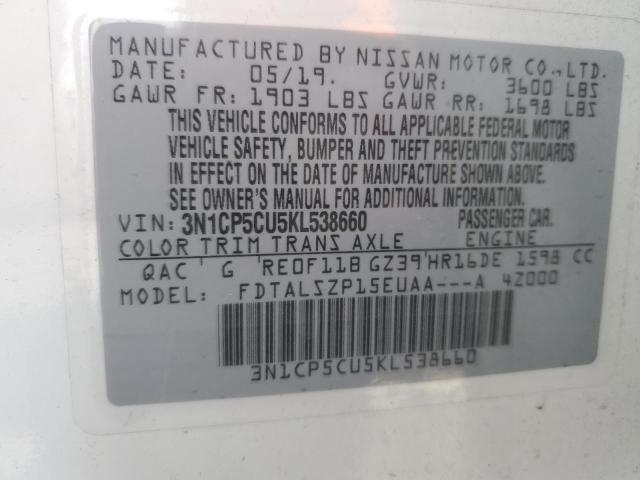 MANUFACTURED BY NISSAN MOTOR CO., LTD.
DATE: 05/19. GVWR: 3600 LBS
GAWR FR: 1903 LBS GAWR RR: 1698 LBS
THIS VEHICLE CONFORMS TO ALL APPLICABLE FEDERAL MOTOR
VEHICLE SAFETY, BUMPER AND THEFT PREVENTION STANDARDS
IN EFFECT ON THE DATE OF MANUFACTURE SHOWN ABOVE.
SEE OWNER'S MANUAL FOR ADDITIONAL INFORMATION.
VIN: 3N1CP5CU5KL538660 PASSENGER CAR.
COLOR TRIM TRANS AXLE ENGINE
QAC G RE0F11B GZ39 HR16DE 1598 CC
MODEL: FDTALSZP15EUAA---A 4Z000
3N1CP5CU5KL538660